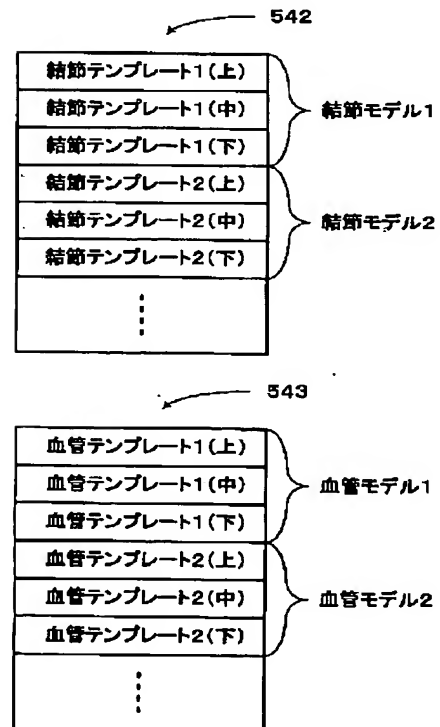 542
結節テンプレート1(上)
結節テンプレート1(中)
結節テンプレート1(下)
結節モデル1
結節テンプレート2(上)
結節テンプレート2(中)
結節テンプレート2(下)
結節モデル2
543
血管テンプレート1(上)
血管テンプレート1(中)
血管テンプレート1(下)
血管モデル1
血管テンプレート2(上)
血管テンプレート2(中)
血管テンプレート2(下)
血管モデル2